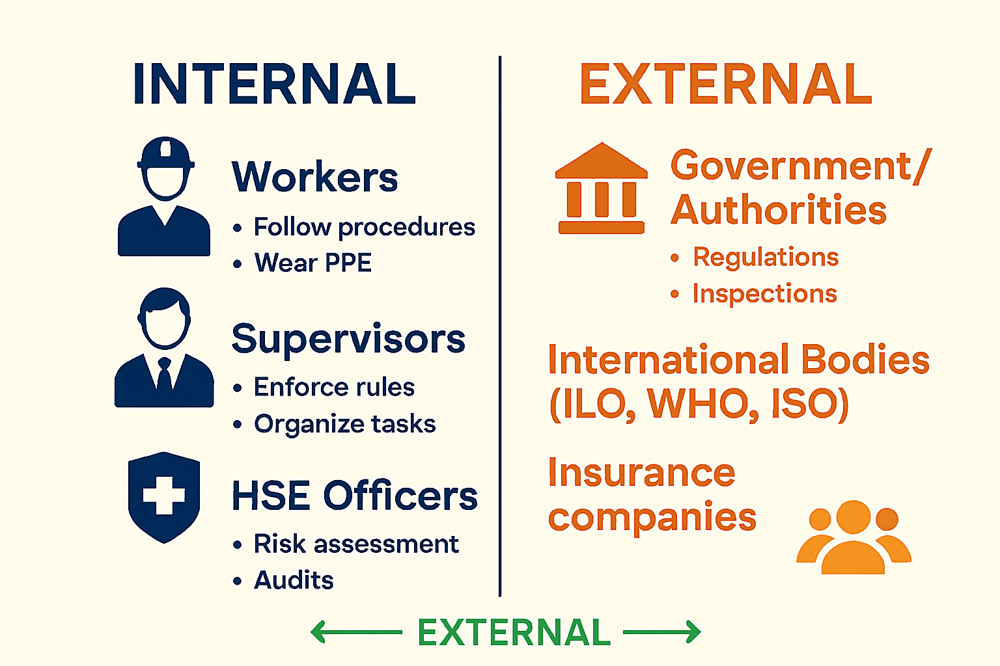 INTERNAL
Workers
• Follow procedures
• Wear PPE
Supervisors
• Enforce rules
• Organize tasks
HSE Officers
• Risk assessment
• Audits
EXTERNAL
Government/
Authorities
• Regulations
• Inspections
International Bodies
(ILO, WHO, ISO)
Insurance
companies
← EXTERNAL →